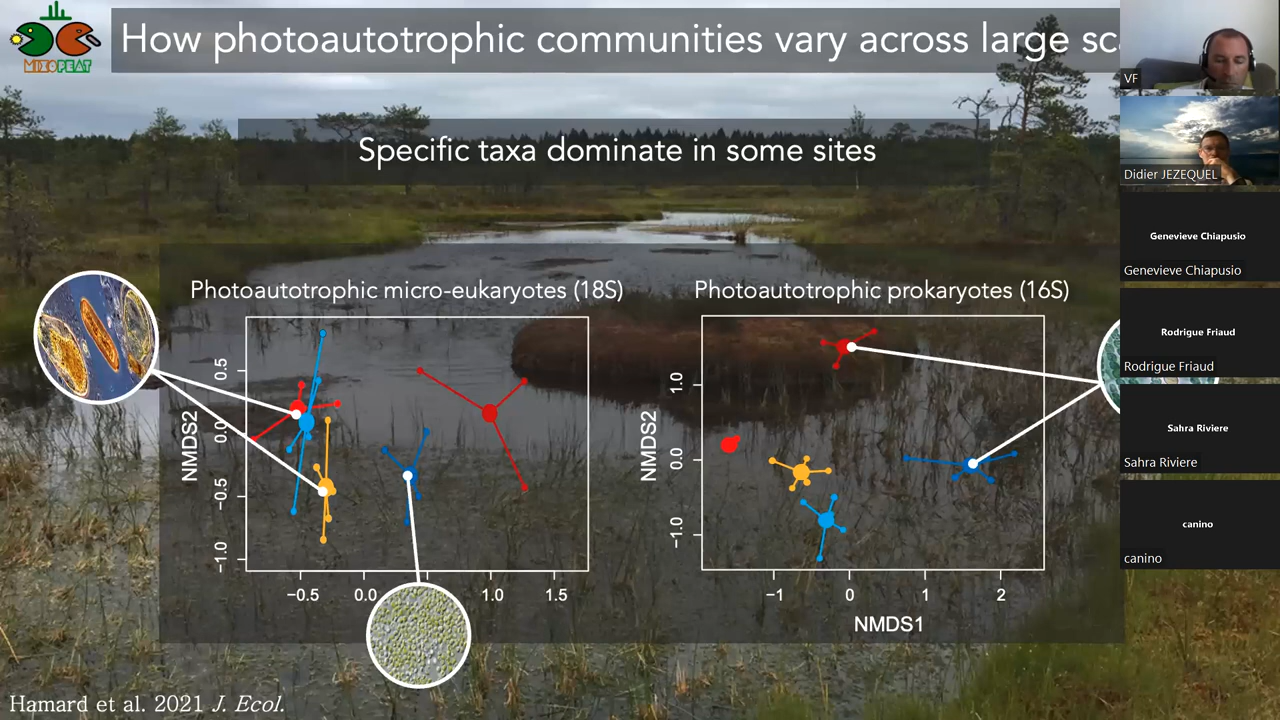 MIXOPEAT
How photoautotrophic communities vary across large sc
Specific taxa dominate in some sites
Photoautotrophic micro-eukaryotes (18S)
Photoautotrophic prokaryotes (16S)
NMDS2
0.5
0.0
−0.5
−1.0
−0.5
0.0
1.0
1.5
NMDS2
1.0
0.0
−1.0
−1
0
1
2
NMDS1
Hamard et al. 2021 J. Ecol.
VF
Didier JEZEQUEL
Genevieve Chiapusio
Genevieve Chiapusio
Rodrigue Friaud
Rodrigue Friaud
Sahra Riviere
Sahra Riviere
canino
canino